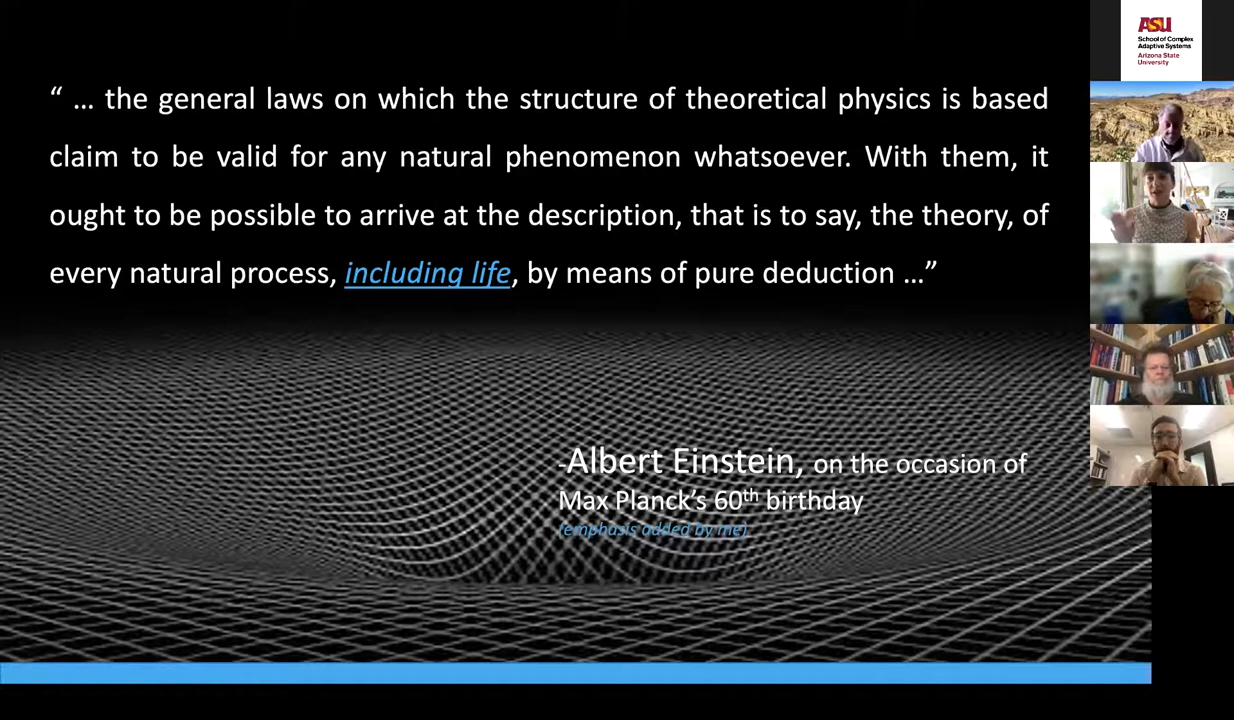 “ … the general laws on which the structure of theoretical physics is based
claim to be valid for any natural phenomenon whatsoever. With them, it
ought to be possible to arrive at the description, that is to say, the theory, of
every natural process, including life, by means of pure deduction …”
-Albert Einstein, on the occasion of
Max Planck’s 60th birthday
(emphasis added by me)
ASU
School of Complex
Adaptive Systems
Arizona State
University